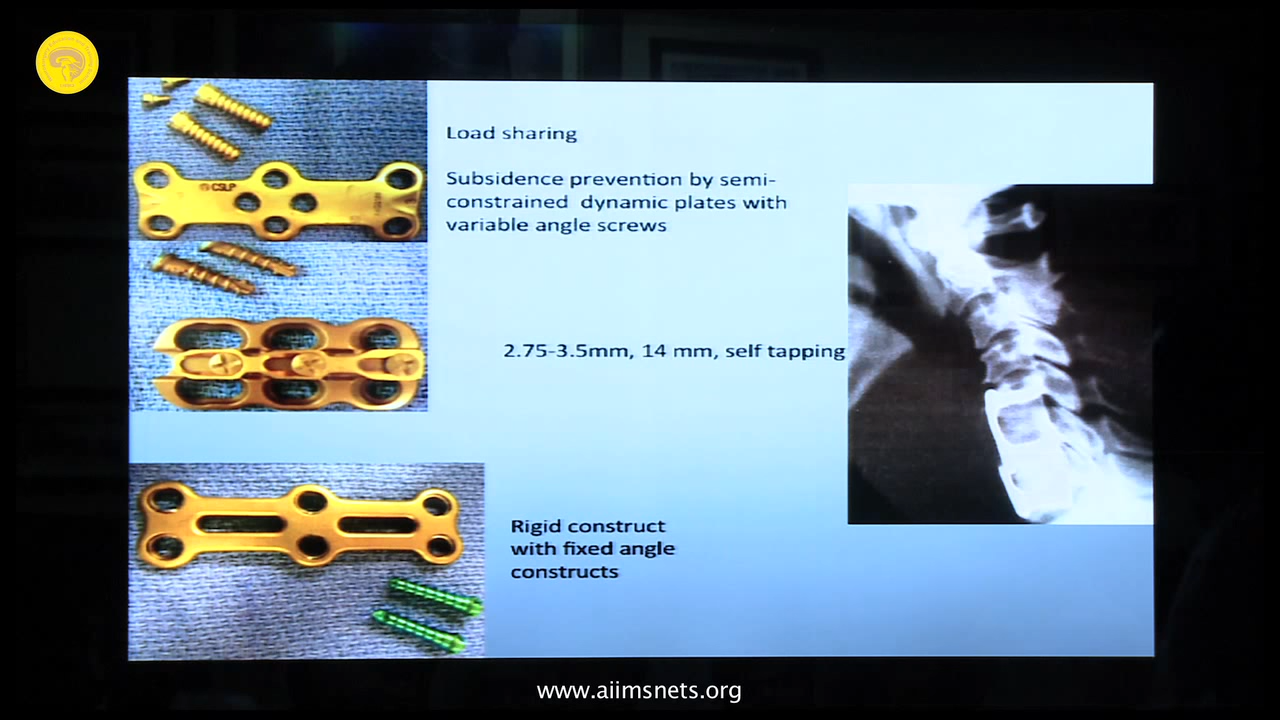 CSLP
Load sharing
Subsidence prevention by semi-
constrained dynamic plates with
variable angle screws
2.75-3.5mm, 14 mm, self tapping
Rigid construct
with fixed angle
constructs
www.aiimsnets.org